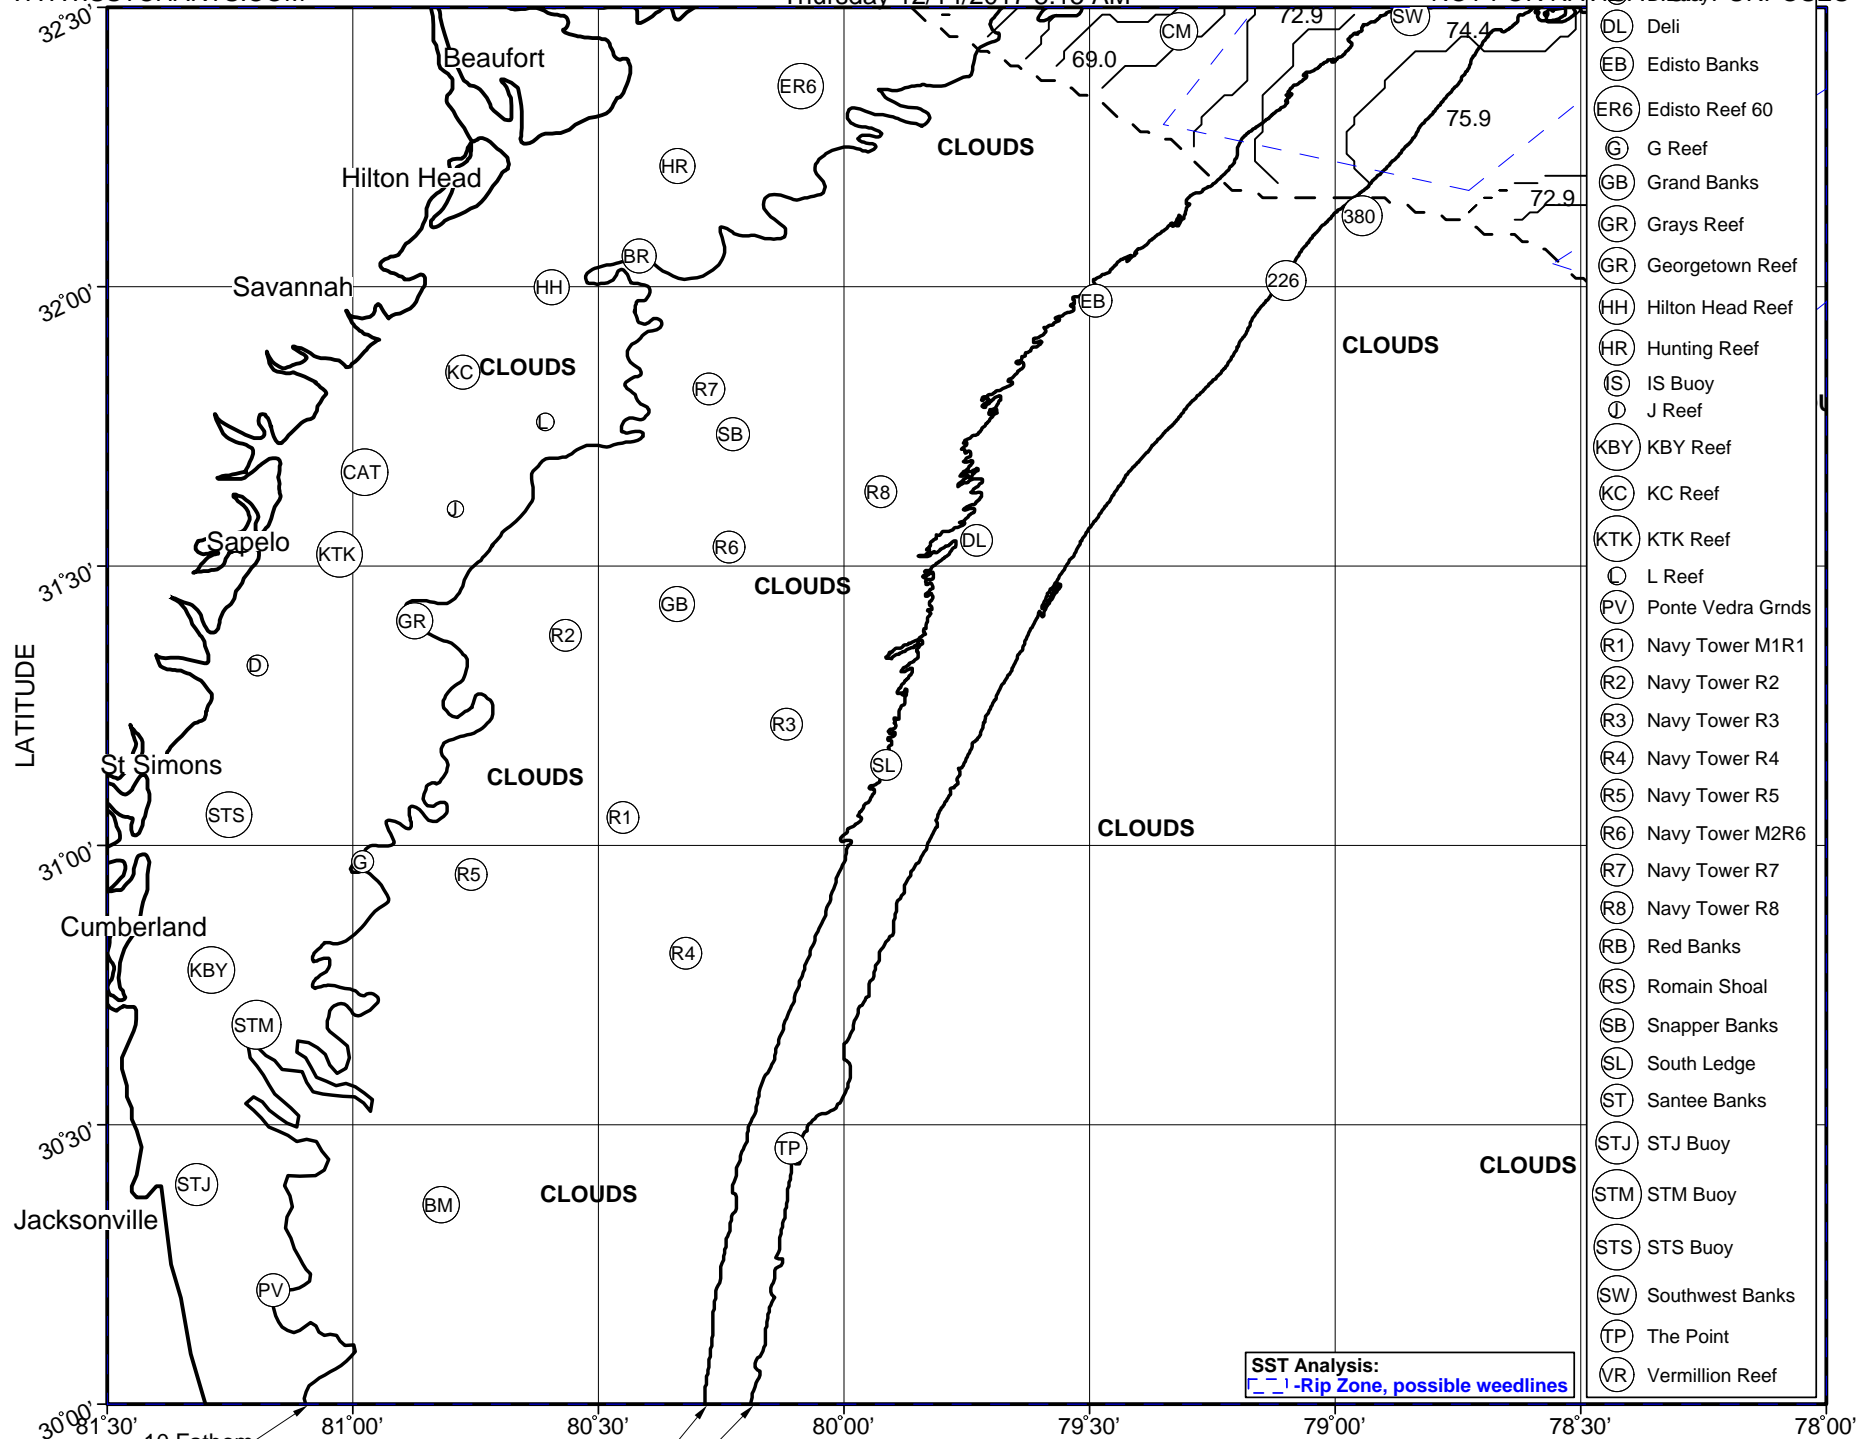 Thursday 12/14/2017
32°30'
Beaufort
CM
72.9
SW
69.0
74.4
ER6
75.9
CLOUDS
HR
Hilton Head
72.9
380
BR
Savannah
HH
226
32°00'
EB
CLOUDS
KC
CLOUDS
R7
L
SB
CAT
R8
J
Sapelo
KTK
R6
DL
31°30'
CLOUDS
GB
GR
R2
D
LATITUDE
R3
St Simons
SL
CLOUDS
STS
R1
CLOUDS
31°00'
G
R5
Cumberland
R4
KBY
STM
30°30'
TP
CLOUDS
STJ
CLOUDS
BM
Jacksonville
PV
SST Analysis:
-Rip Zone, possible weedlines
30°00'
81°30'
81°00'
80°30'
80°00'
79°30'
79°00'
78°30'
78°00'
DL Deli
EB Edisto Banks
ER6 Edisto Reef 60
G G Reef
GB Grand Banks
GR Grays Reef
GR Georgetown Reef
HH Hilton Head Reef
HR Hunting Reef
IS IS Buoy
J J Reef
KBY KBY Reef
KC KC Reef
KTK KTK Reef
L L Reef
PV Ponte Vedra Grnds
R1 Navy Tower M1R1
R2 Navy Tower R2
R3 Navy Tower R3
R4 Navy Tower R4
R5 Navy Tower R5
R6 Navy Tower M2R6
R7 Navy Tower R7
R8 Navy Tower R8
RB Red Banks
RS Romain Shoal
SB Snapper Banks
SL South Ledge
ST Santee Banks
STJ STJ Buoy
STM STM Buoy
STS STS Buoy
SW Southwest Banks
TP The Point
VR Vermillion Reef